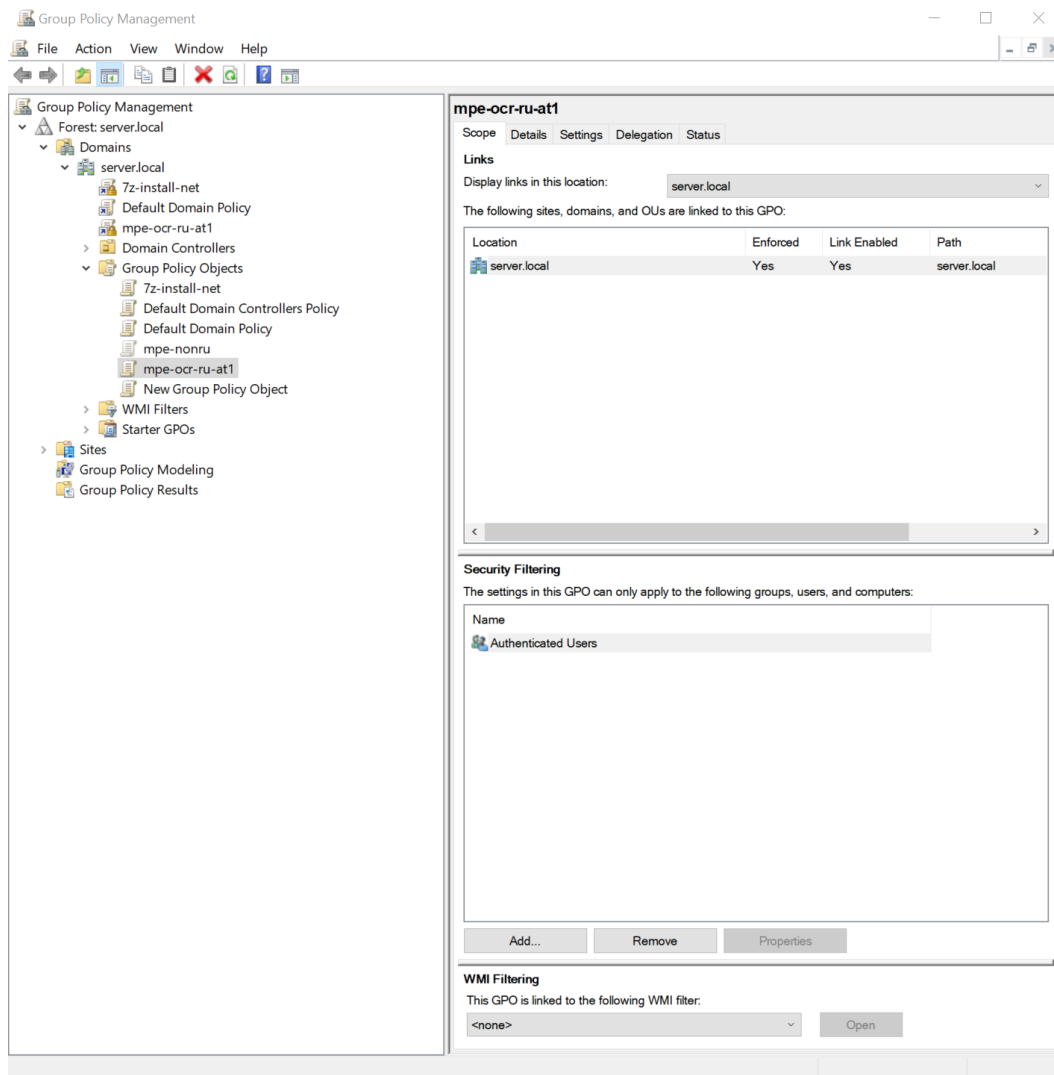 Group Policy Management
File Action View Window Help
Group Policy Management
Forest: server.local
Domains
server.local
7z-install-net
Default Domain Policy
mpe-ocr-ru-at1
Domain Controllers
Group Policy Objects
7z-install-net
Default Domain Controllers Policy
Default Domain Policy
mpe-nonru
mpe-ocr-ru-at1
New Group Policy Object
WMI Filters
Starter GPOs
Sites
Group Policy Modeling
Group Policy Results
mpe-ocr-ru-at1
Scope Details Settings Delegation Status
Links
Display links in this location: server.local
The following sites, domains, and OUs are linked to this GPO:
Location Enforced Link Enabled Path
server.local Yes Yes server.local
Security Filtering
The settings in this GPO can only apply to the following groups, users, and computers:
Name
Authenticated Users
Add... Remove Properties
WMI Filtering
This GPO is linked to the following WMI filter:
<none> Open